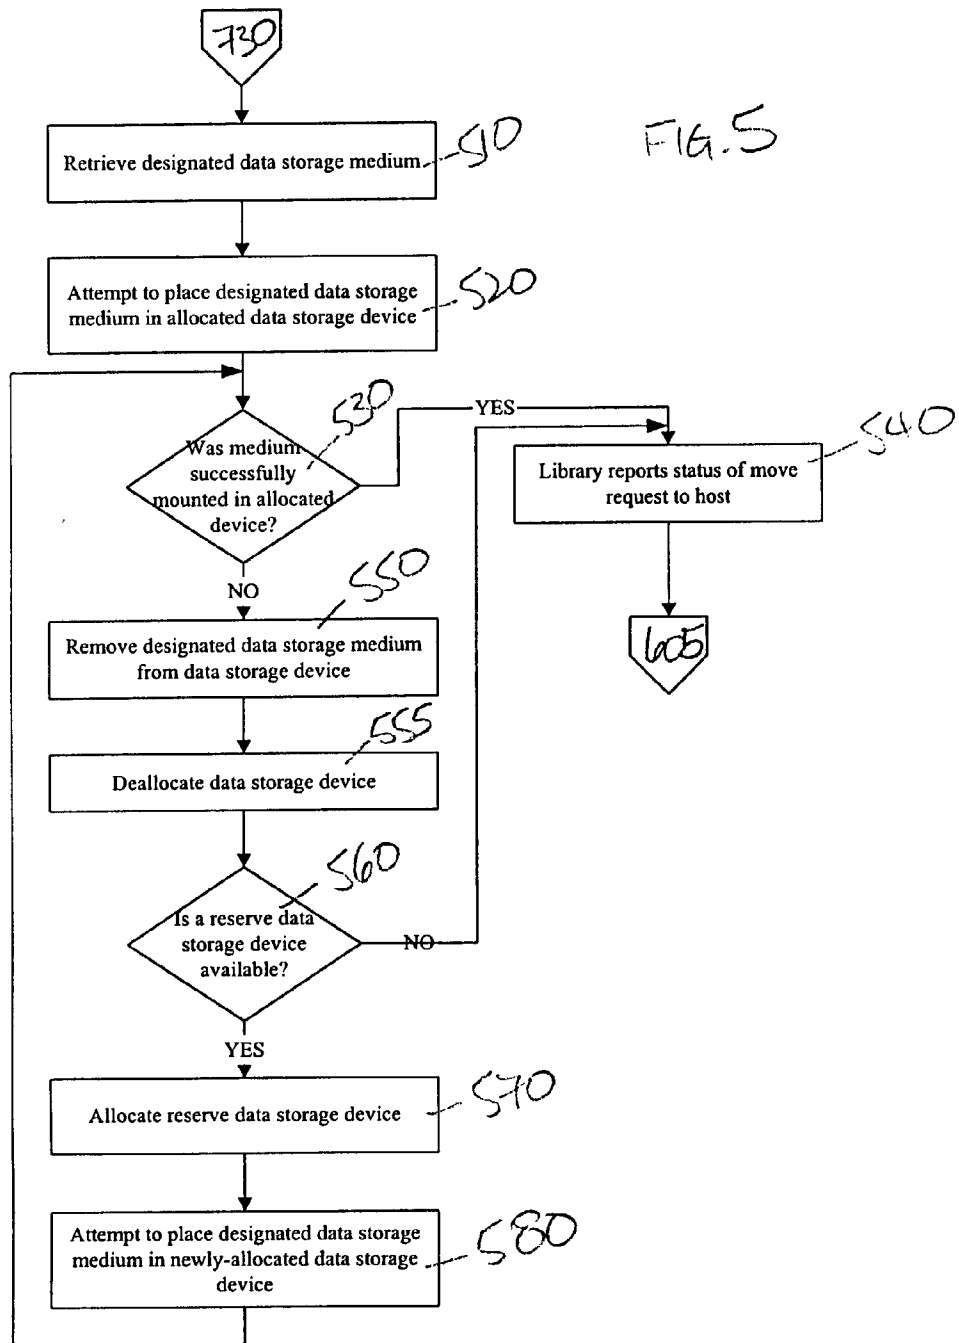 730
Retrieve designated data storage medium
510
FIG. 5
Attempt to place designated data storage
medium in allocated data storage device
520
Was medium
successfully
mounted in allocated
device?
530
YES
Library reports status of move
request to host
540
605
NO
550
Remove designated data storage medium
from data storage device
555
Deallocate data storage device
560
Is a reserve data
storage device
available?
NO
YES
Allocate reserve data storage device
570
Attempt to place designated data storage
medium in newly-allocated data storage
device
580